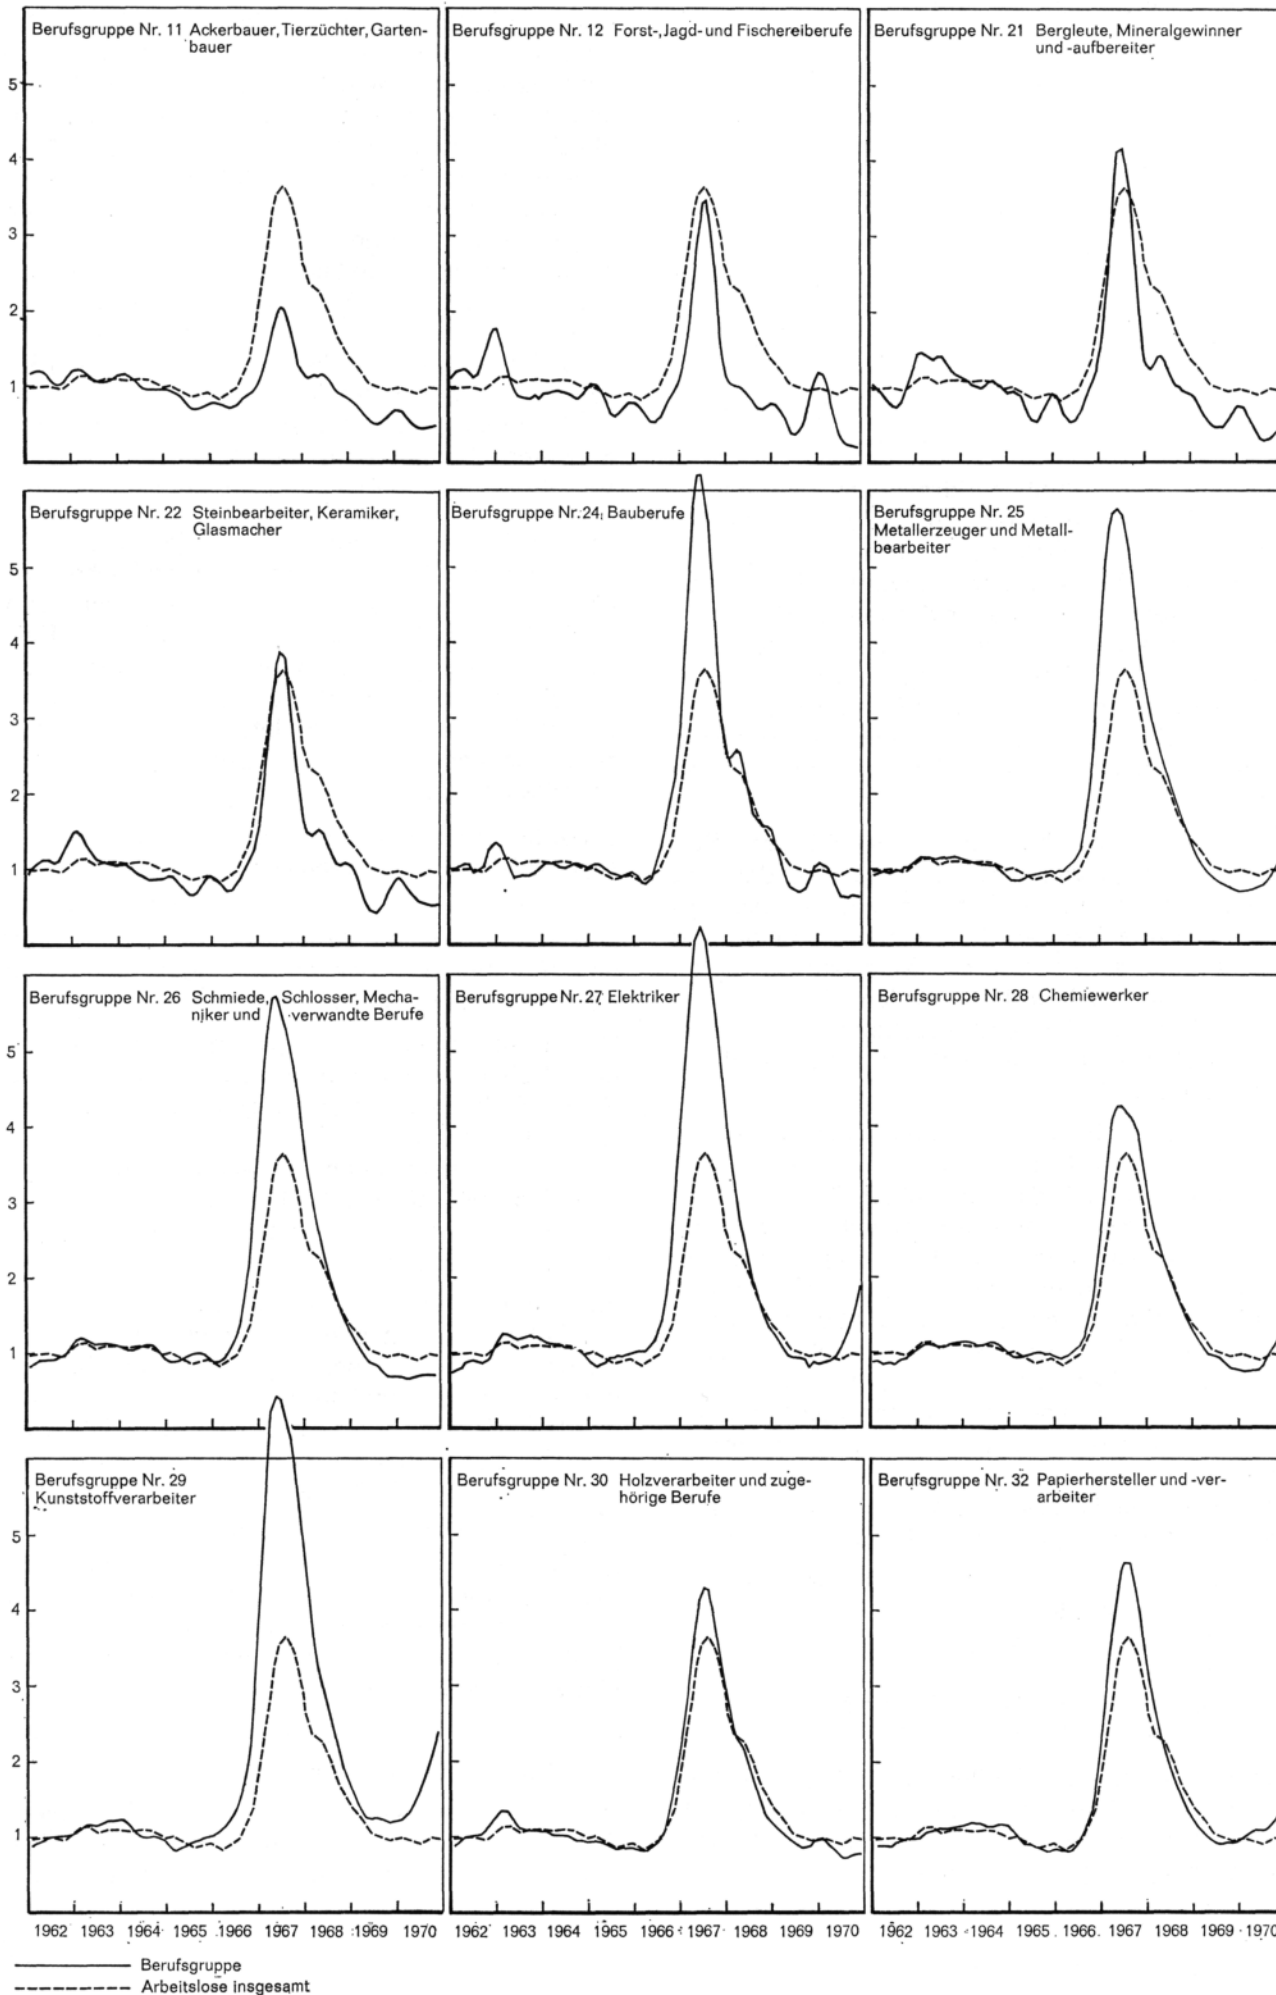 Berufsgruppe Nr. 11 Ackerbauer, Tierzüchter, Garten-
bauer
Berufsgruppe Nr. 12 Forst-, Jagd- und Fischereiberufe
Berufsgruppe Nr. 21 Bergleute, Mineralgewinner
und -aufbereiter
5
4
3
2
1
Berufsgruppe Nr. 22 Steinbearbeiter, Keramiker,
Glasmacher
Berufsgruppe Nr. 24 Bauberufe
Berufsgruppe Nr. 25
Metallerzeuger und Metall-
bearbeiter
5
4
3
2
1
Berufsgruppe Nr. 26 Schmiede, Schlosser, Mecha-
niker und verwandte Berufe
Berufsgruppe Nr. 27 Elektriker
Berufsgruppe Nr. 28 Chemiewerker
5
4
3
2
1
Berufsgruppe Nr. 29
Kunststoffverarbeiter
Berufsgruppe Nr. 30 Holzverarbeiter und zuge-
hörige Berufe
Berufsgruppe Nr. 32 Papierhersteller und -ver-
arbeiter
5
4
3
2
1
1962 1963 1964 1965 1966 1967 1968 1969 1970
1962 1963 1964 1965 1966 1967 1968 1969 1970
1962 1963 1964 1965 1966 1967 1968 1969 1970
Berufsgruppe
Arbeitslose insgesamt